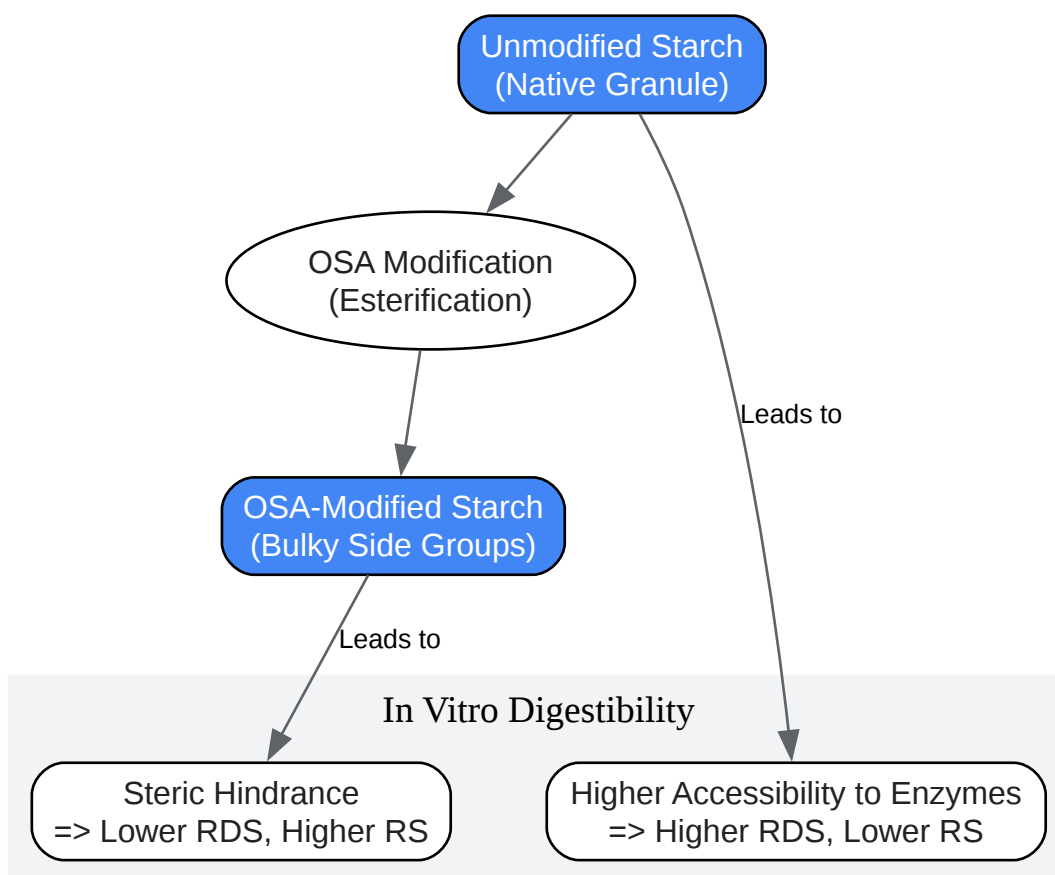 Unmodified Starch
(Native Granule)
OSA Modification
(Esterification)
Leads to
OSA-Modified Starch
(Bulky Side Groups)
Leads to
In Vitro Digestibility
Steric Hindrance
=> Lower RDS, Higher RS
Higher Accessibility to Enzymes
=> Higher RDS, Lower RS